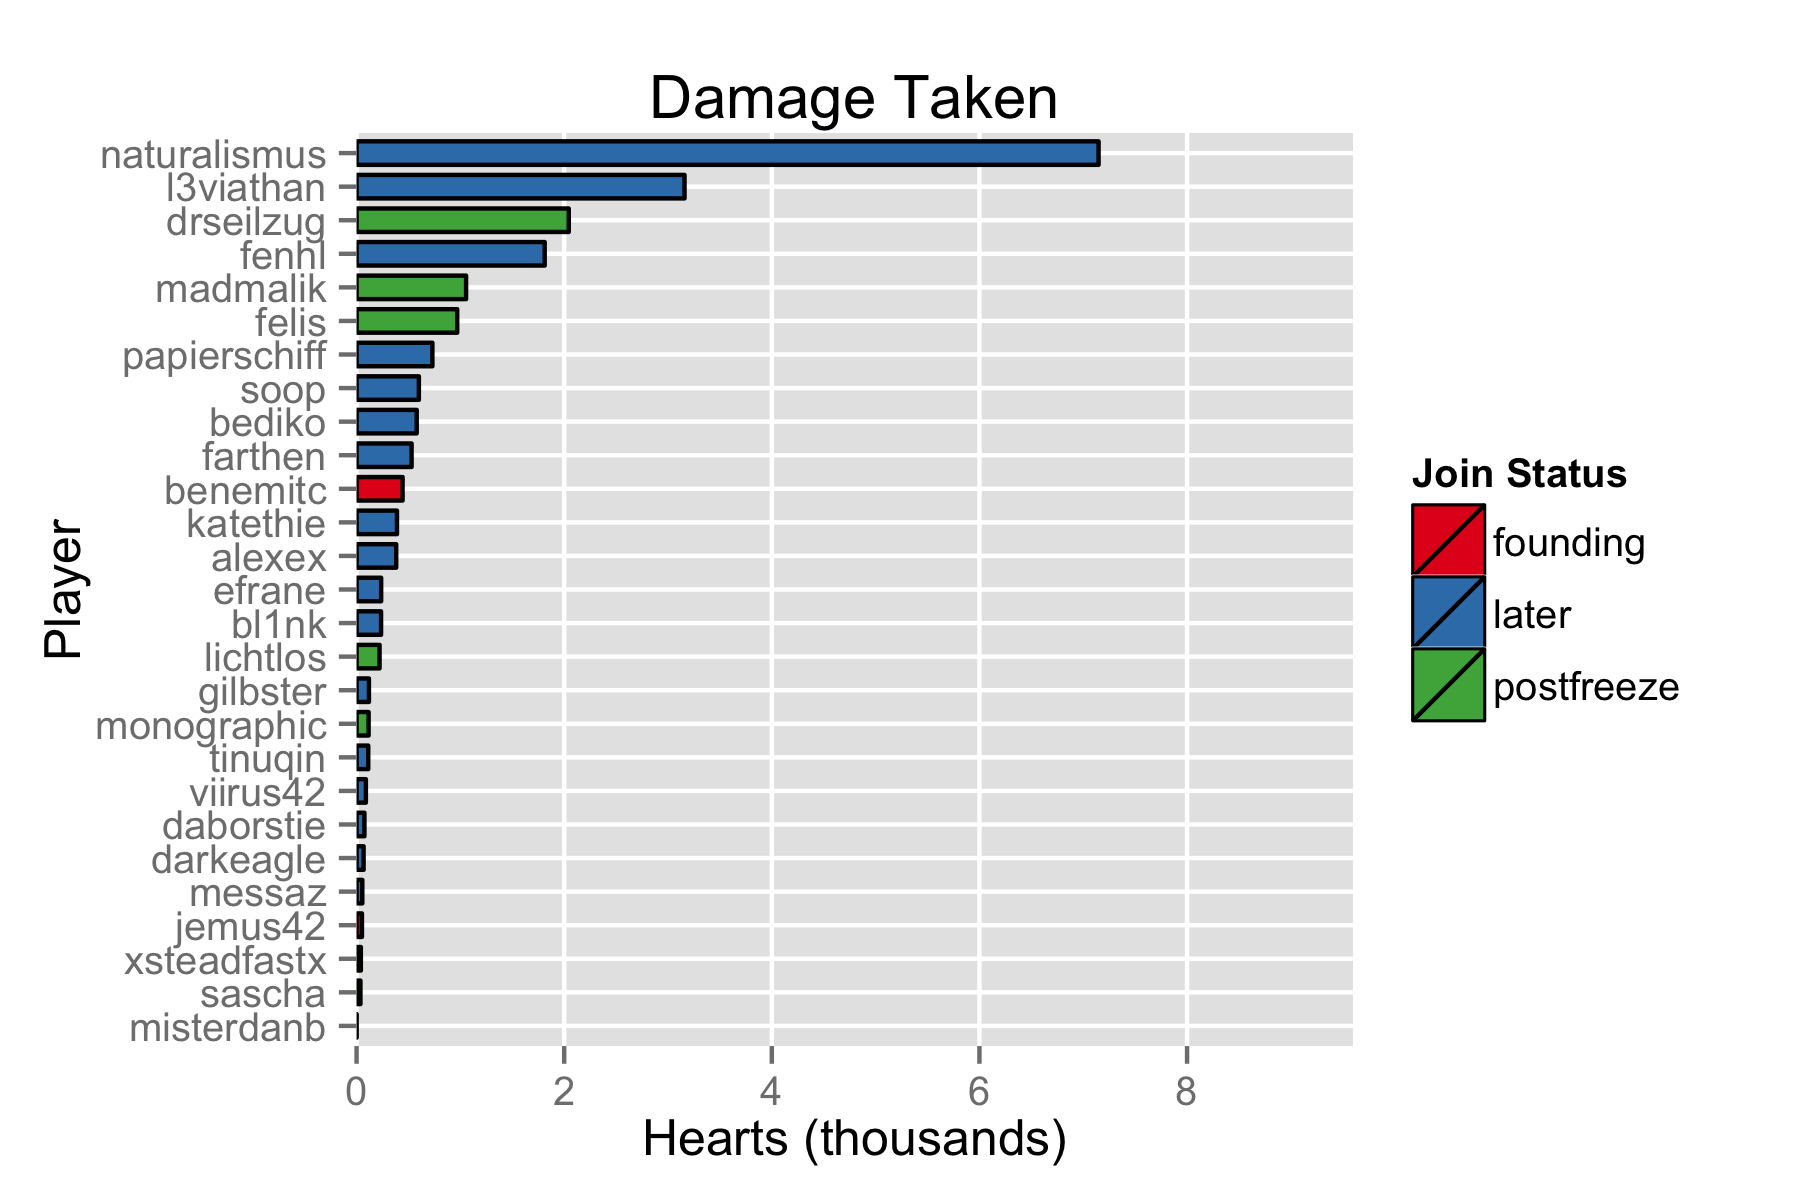 Damage Taken
naturalismus
l3viathan
drseilzug
fenhl
madmalik
felis
papierschiff
soop
bediko
farthen
benemitc
katethie
alexex
efrane
bl1nk
lichtlos
gilbster
monographic
tinuqin
viirus42
daborstie
darkeagle
messaz
jemus42
xsteadfastx
sascha
misterdanb
Player
0 2 4 6 8
Hearts (thousands)
Join Status
founding
later
postfreeze